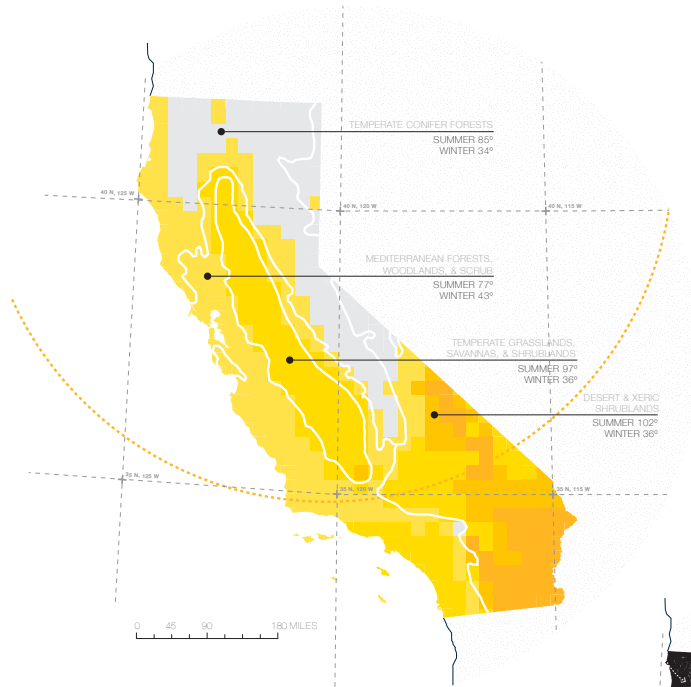 TEMPERATE CONIFER FORESTS
SUMMER 85º
WINTER 34º
40 N, 125 W
40 N, 120 W
40 N, 115 W
MEDITERRANEAN FORESTS,
WOODLANDS, & SCRUB
SUMMER 77º
WINTER 43º
TEMPERATE GRASSLANDS,
SAVANNAS, & SHRUBLANDS
SUMMER 97º
WINTER 36º
DESERT & XERIC
SHRUBLANDS
SUMMER 102º
WINTER 36º
35 N, 125 W
35 N, 120 W
35 N, 115 W
0 45 90 180 MILES